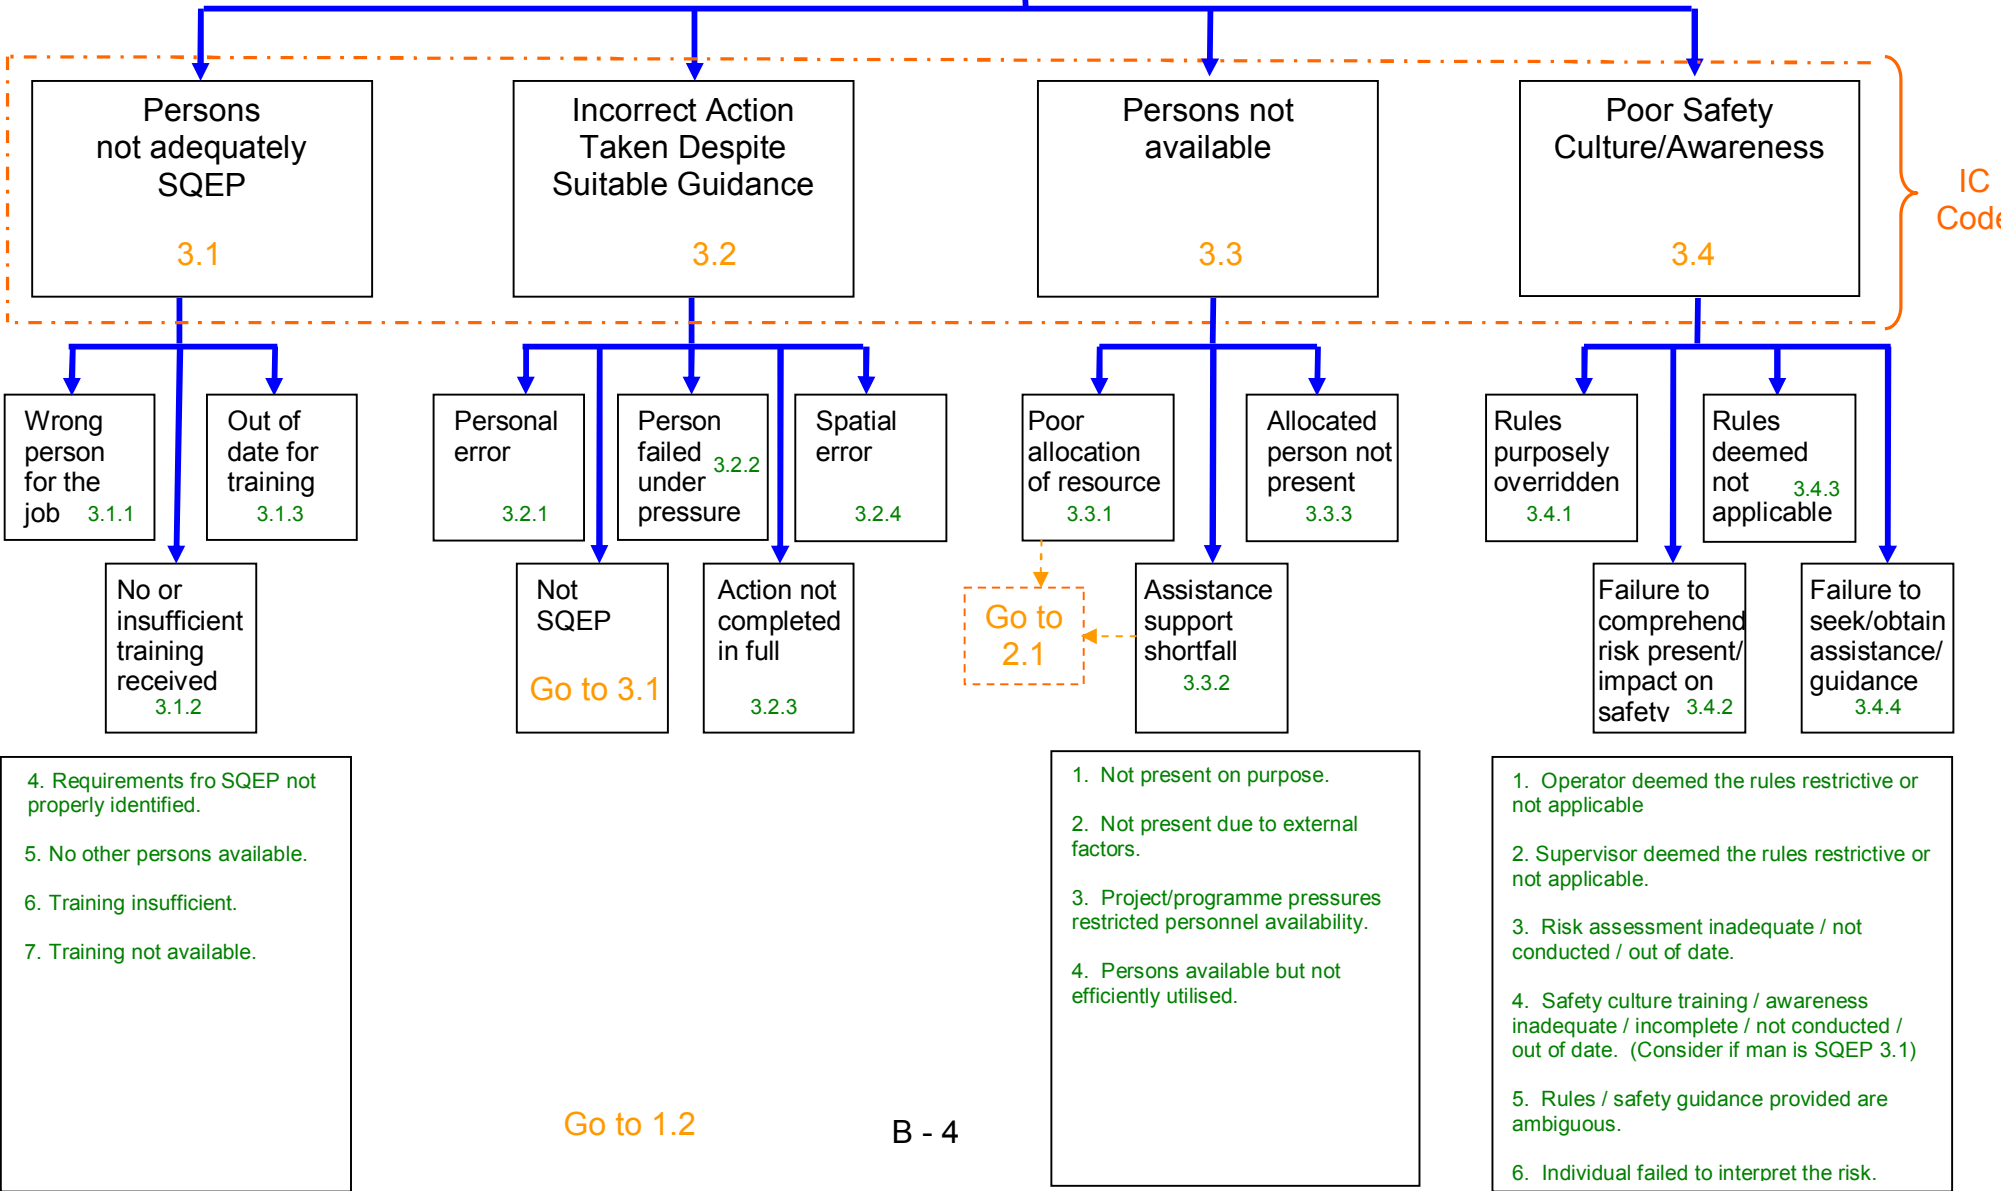 Persons
not adequately
SQEP
3.1
Incorrect Action
Taken Despite
Suitable Guidance
3.2
Persons not
available
3.3
Poor Safety
Culture/Awareness
3.4
IC
Code
Wrong
person
for the
job 3.1.1
Out of
date for
training
3.1.3
Personal
error
3.2.1
Person
failed
3.2.2
under
pressure
Spatial
error
3.2.4
Poor
allocation
of resource
3.3.1
Allocated
person not
present
3.3.3
Rules
purposely
overridden
3.4.1
Rules
deemed
not 3.4.3
applicable
No or
insufficient
training
received
3.1.2
Not
SQEP
Go to 3.1
Action not
completed
in full
3.2.3
Go to
2.1
Assistance
support
shortfall
3.3.2
Failure to
comprehend
risk present/
impact on
safety 3.4.2
Failure to
seek/obtain
assistance/
guidance
3.4.4
4. Requirements fro SQEP not
properly identified.
5. No other persons available.
6. Training insufficient.
7. Training not available.
Go to 1.2
B - 4
1. Not present on purpose.
2. Not present due to external
factors.
3. Project/programme pressures
restricted personnel availability.
4. Persons available but not
efficiently utilised.
1. Operator deemed the rules restrictive or
not applicable
2. Supervisor deemed the rules restrictive or
not applicable.
3. Risk assessment inadequate / not
conducted / out of date.
4. Safety culture training / awareness
inadequate / incomplete / not conducted /
out of date. (Consider if man is SQEP 3.1)
5. Rules / safety guidance provided are
ambiguous.
6. Individual failed to interpret the risk.